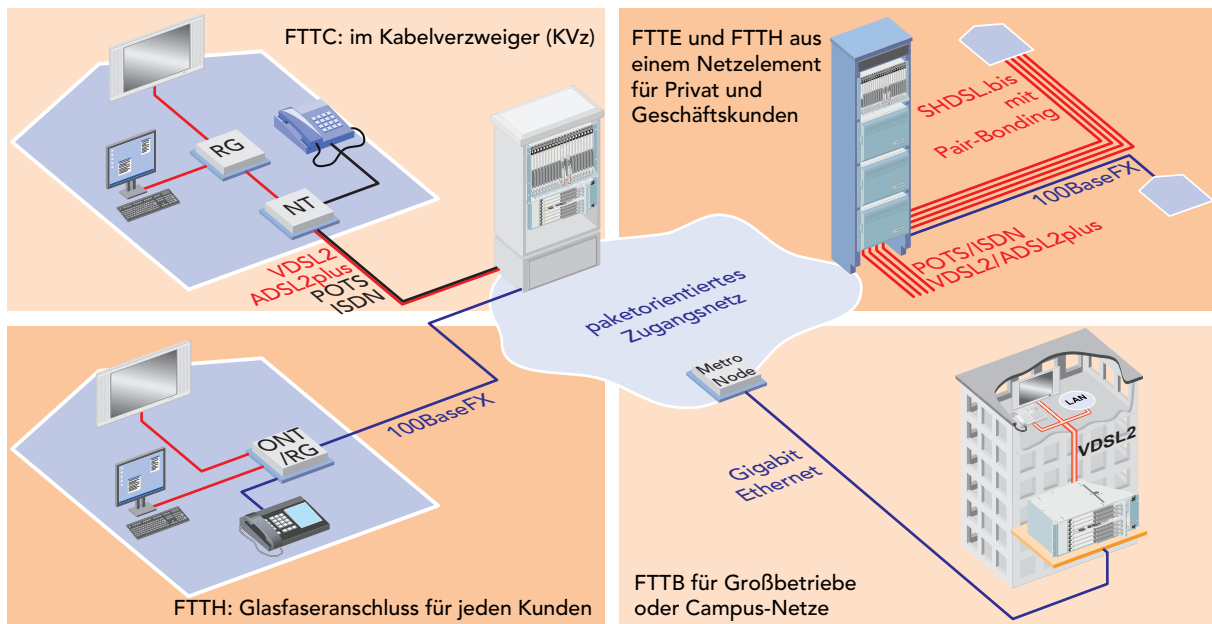 FTTC: im Kabelverzweiger (KVz)
RG
NT
VDSL2
ADSL2plus
POTS
ISDN
FTTE und FTTH aus
einem Netzelement
für Privat und
Geschäftskunden
SHDSL.bis
mit
Pair-Bonding
100BaseFX
POTS/ISDN
VDSL2/ADSL2plus
paketorientiertes
Zugangsnetz
Metro
Node
100BaseFX
ONT
/RG
FTTH: Glasfaseranschluss für jeden Kunden
Gigabit
Ethernet
LAN
VDSL2
FTTB für Großbetriebe
oder Campus-Netze